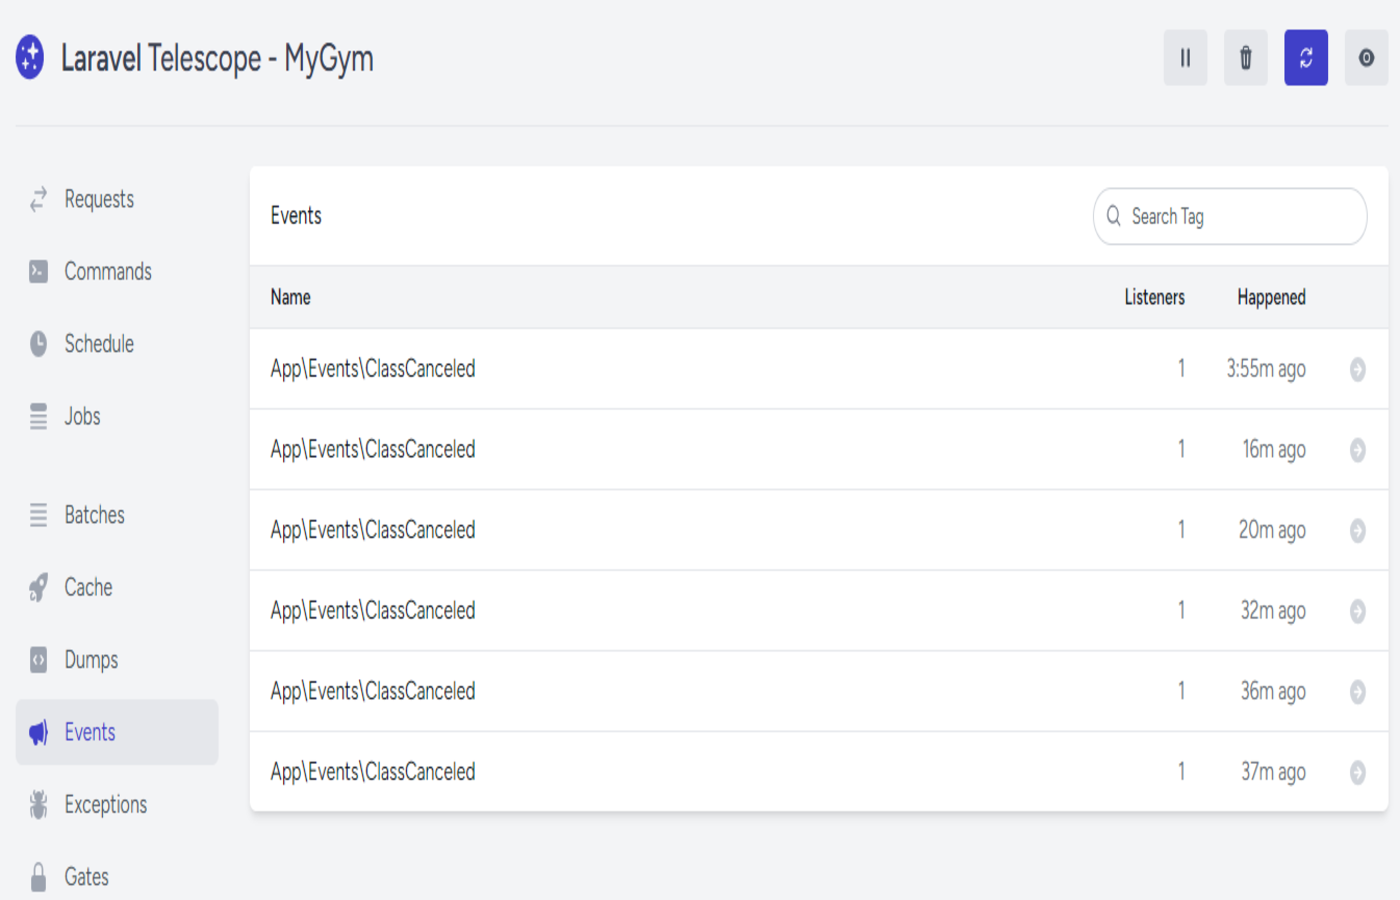 Laravel Telescope - MyGym
Requests
Commands
Schedule
Jobs
Batches
Cache
Dumps
Events
Exceptions
Gates
Events
Search Tag
Name Listeners Happened
App\Events\ClassCanceled 1 3:55m ago
App\Events\ClassCanceled 1 16m ago
App\Events\ClassCanceled 1 20m ago
App\Events\ClassCanceled 1 32m ago
App\Events\ClassCanceled 1 36m ago
App\Events\ClassCanceled 1 37m ago